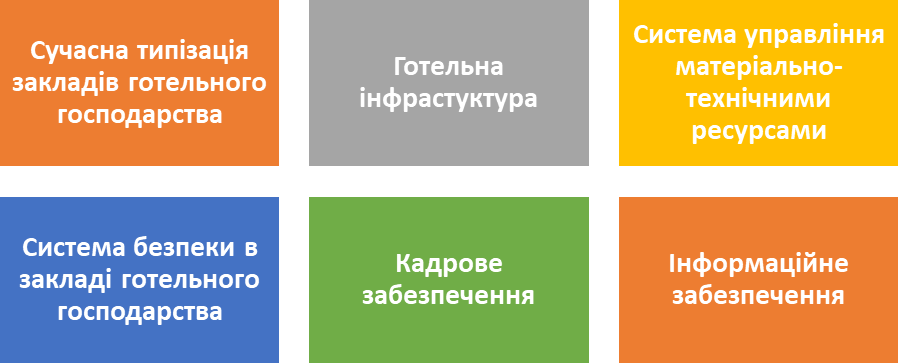 Сучасна типізація
закладів готельного
господарства
Готельна
інфрастуктура
Система управління
матеріально-
технічними
ресурсами
Система безпеки в
закладі готельного
господарства
Кадрове
забезпечення
Інформаційне
забезпечення